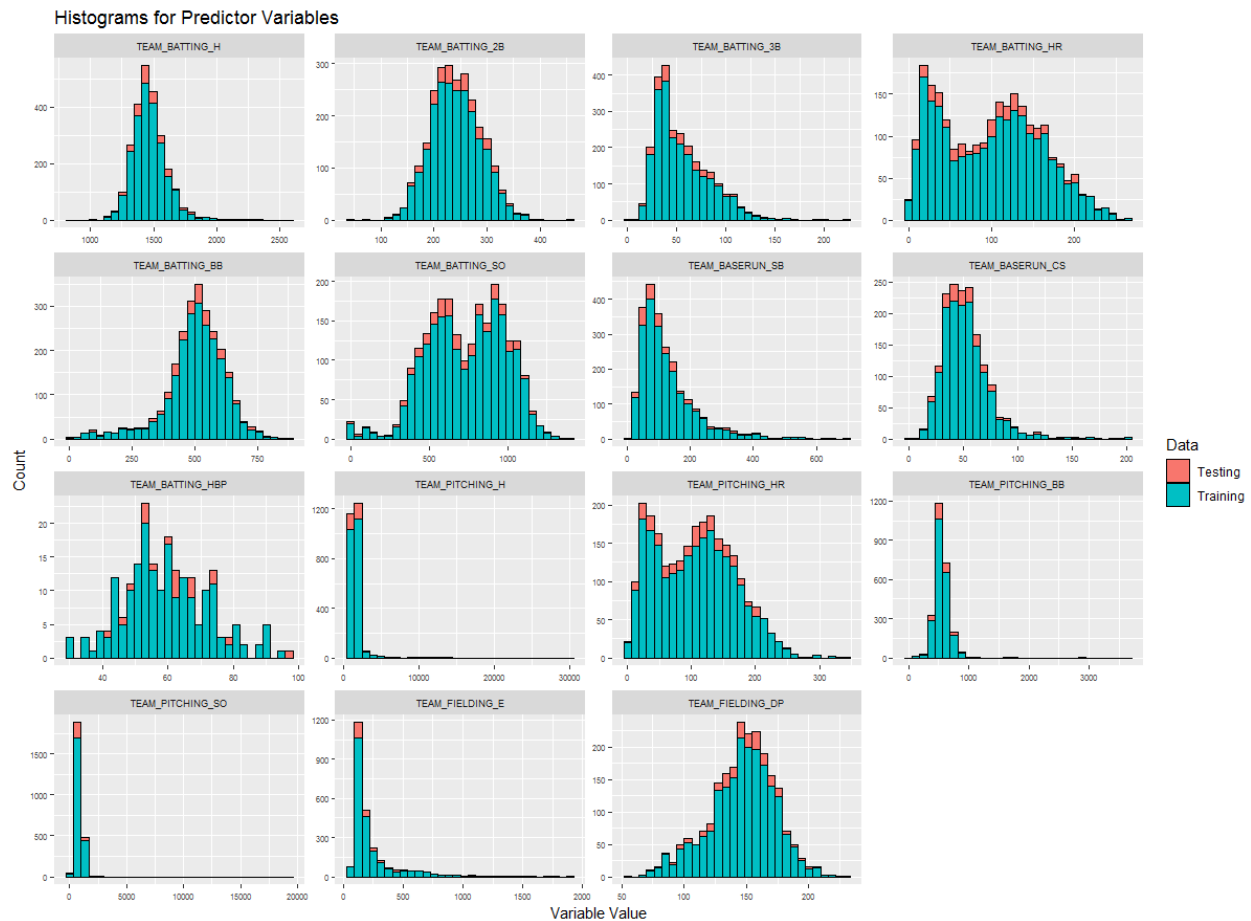 Histograms for Predictor Variables
TEAM_BATTING_H TEAM_BATTING_2B TEAM_BATTING_3B TEAM_BATTING_HR
400
200
0
1000 1500 2000 2500
300
200
100
0
100 200 300 400
400
300
200
100
0
0 50 100 150 200
150
100
50
0
0 100 200
TEAM_BATTING_BB TEAM_BATTING_SO TEAM_BASERUN_SB TEAM_BASERUN_CS
300
200
100
0
0 250 500 750
200
150
100
50
0
0 500 1000
400
300
200
100
0
0 200 400 600
250
200
150
100
50
0
0 50 100 150 200
TEAM_BATTING_HBP TEAM_PITCHING_H TEAM_PITCHING_HR TEAM_PITCHING_BB
20
15
10
5
0
40 60 80 100
1200
800
400
0
0 10000 20000 30000
200
150
100
50
0
0 100 200 300
1200
900
600
300
0
0 1000 2000 3000
TEAM_PITCHING_SO TEAM_FIELDING_E TEAM_FIELDING_DP
1500
1000
500
0
0 5000 10000 15000 20000
1200
900
600
300
0
0 500 1000 1500 2000
200
150
100
50
0
50 100 150 200
Count
Variable Value
Data
Testing
Training